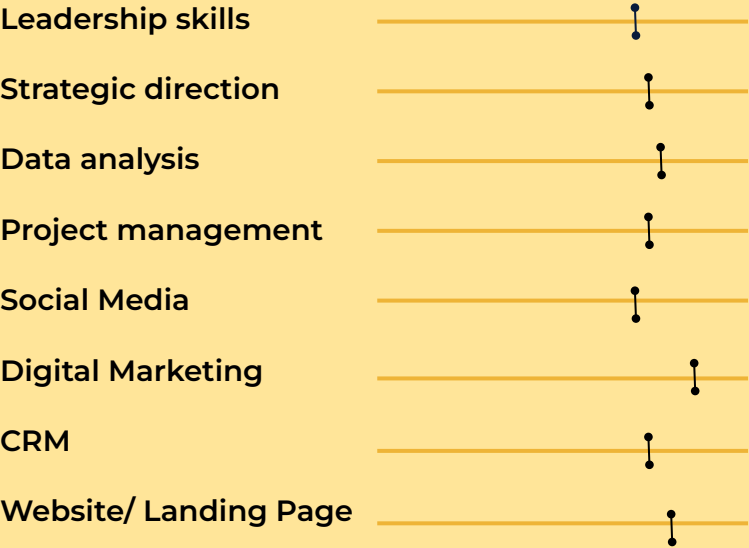 Leadership skills
Strategic direction
Data analysis
Project management
Social Media
Digital Marketing
CRM
Website/ Landing Page